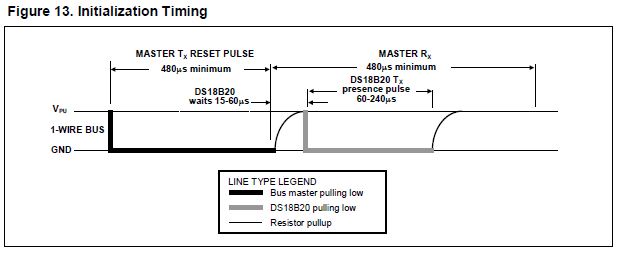 Figure 13. Initialization Timing
MASTER TX RESET PULSE
480µs minimum
MASTER RX
480µs minimum
DS18B20
waits 15-60µs
DS18B20 TX
presence pulse
60-240µs
VPU
1-WIRE BUS
GND
LINE TYPE LEGEND
Bus master pulling low
DS18B20 pulling low
Resistor pullup